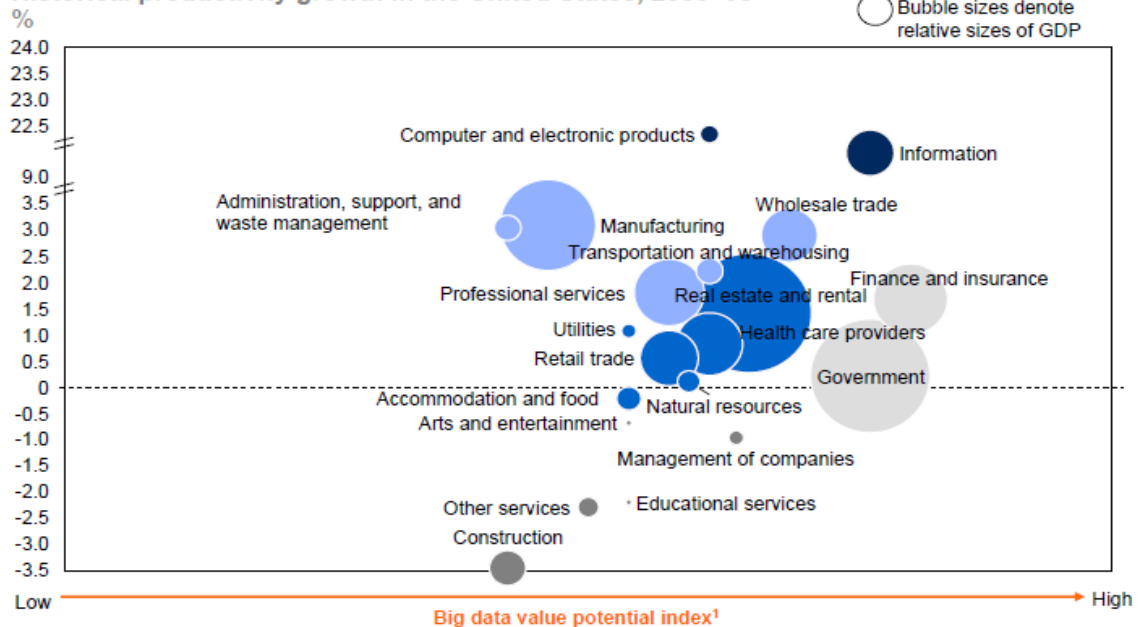 %
Bubble sizes denote
relative sizes of GDP
24.0
23.5
23.0
22.5
9.0
3.5
3.0
2.5
2.0
1.5
1.0
0.5
0
-0.5
-1.0
-1.5
-2.0
-2.5
-3.0
-3.5
Computer and electronic products
Information
Administration, support, and
waste management
Wholesale trade
Manufacturing
Transportation and warehousing
Finance and insurance
Professional services
Real estate and rental
Utilities
Health care providers
Retail trade
Government
Accommodation and food
Natural resources
Arts and entertainment
Management of companies
Other services
Educational services
Construction
Low
High
Big data value potential index1